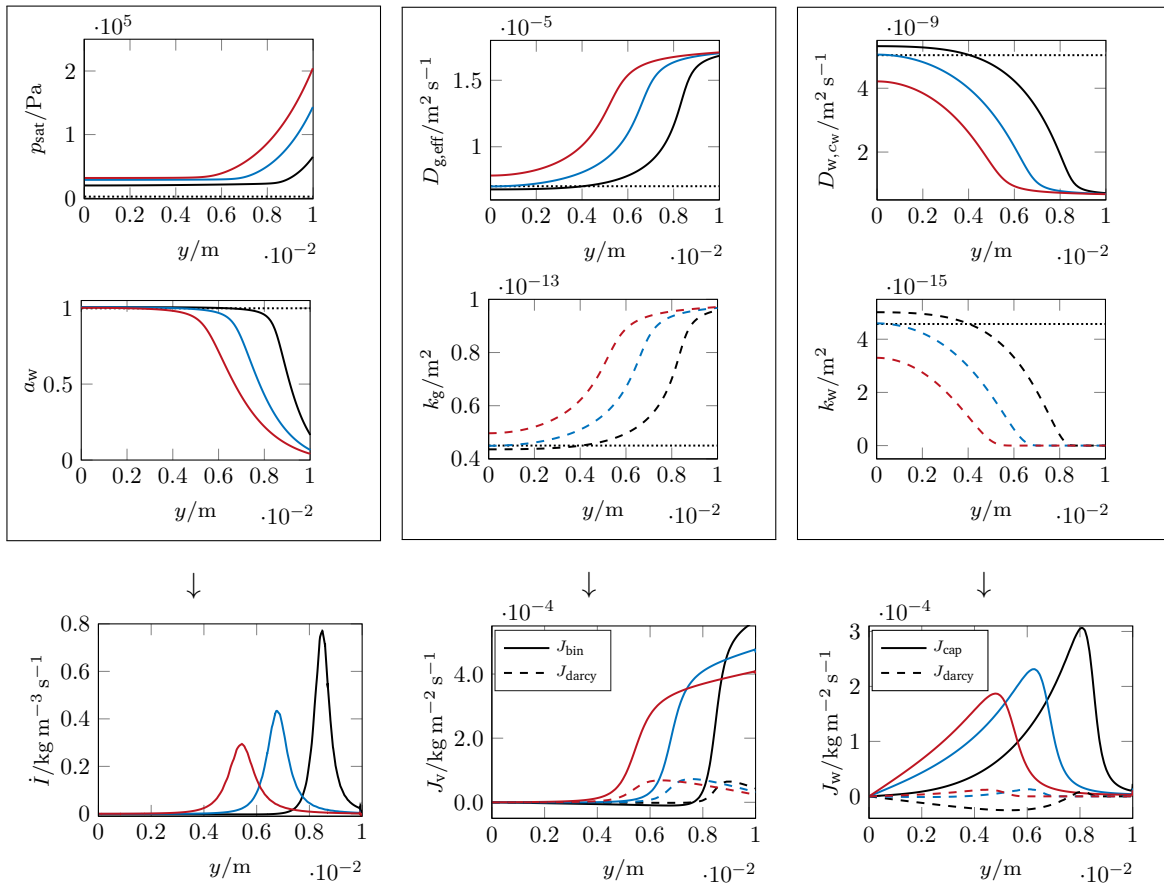 ·10^5
p_sat/Pa
2
1
0
0 0.2 0.4 0.6 0.8 1
y/m
·10^−2
·10^−5
D_g,eff/m^2 s^−1
1.5
1
0 0.2 0.4 0.6 0.8 1
y/m
·10^−2
·10^−9
D_w,c_w/m^2 s^−1
4
2
0 0.2 0.4 0.6 0.8 1
y/m
·10^−2
a_w
1
0.5
0
0 0.2 0.4 0.6 0.8 1
y/m
·10^−2
·10^−13
k_g/m^2
1
0.8
0.6
0.4
0 0.2 0.4 0.6 0.8 1
y/m
·10^−2
·10^−15
k_w/m^2
4
2
0
0 0.2 0.4 0.6 0.8 1
y/m
·10^−2
↓ ↓ ↓
İ/kg m^−3 s^−1
0.8
0.6
0.4
0.2
0
0 0.2 0.4 0.6 0.8 1
y/m
·10^−2
·10^−4
J_v/kg m^−2 s^−1
4.0
2.0
0.0
J_bin
J_darcy
0 0.2 0.4 0.6 0.8 1
y/m
·10^−2
·10^−4
J_w/kg m^−2 s^−1
3
2
1
0
J_cap
J_darcy
0 0.2 0.4 0.6 0.8 1
y/m
·10^−2